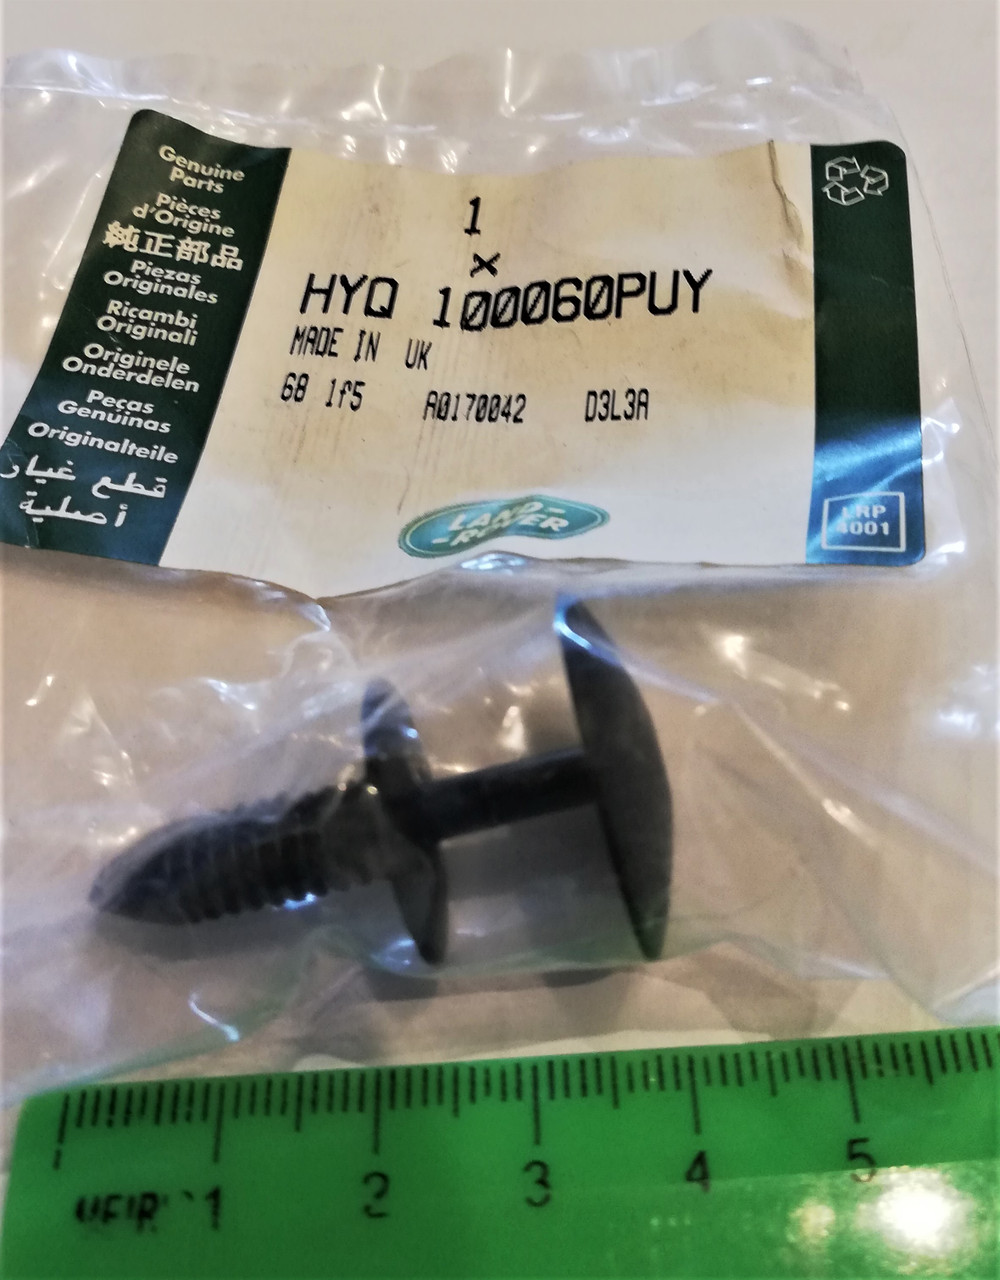 Genuine
Parts
Pièces
d'Origine
純正部品
Piezas
Originales
Ricambi
Originali
Originele
Onderdelen
Peças
Genuinas
Originalteile
قطع غيار
أصلية
1
×
HYQ 100060PUY
MADE IN UK
68 1f5 A0170042 D3L3A
LAND-
-ROVER
LRP
4001
1 2 3 4 5